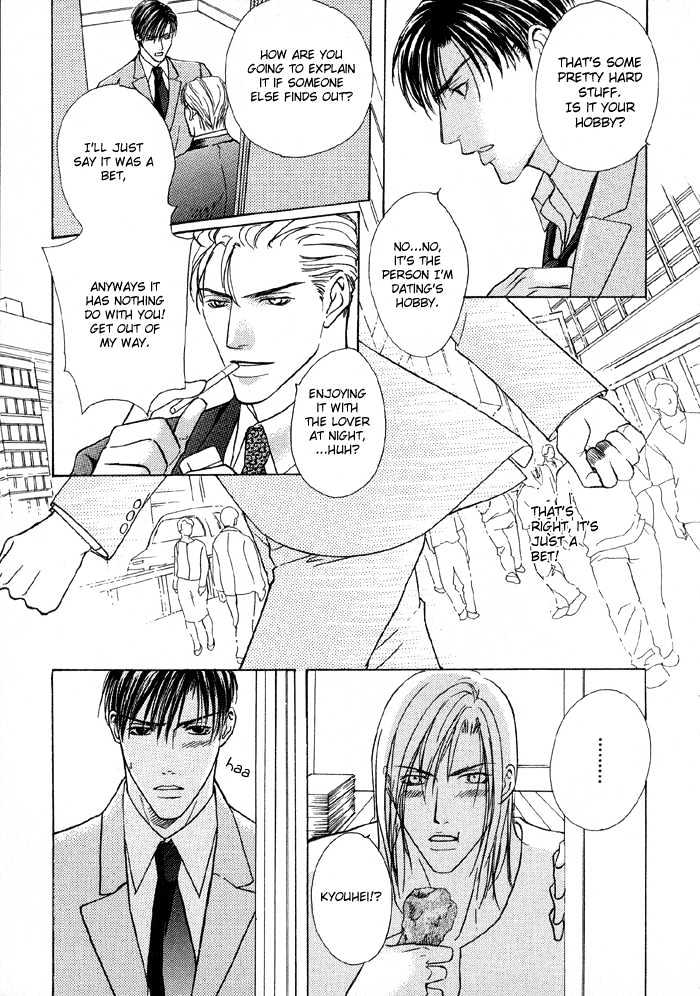 THAT'S SOME
PRETTY HARD
STUFF.
IS IT YOUR
HOBBY?
HOW ARE YOU
GOING TO EXPLAIN
IT IF SOMEONE
ELSE FINDS OUT?
I'LL JUST
SAY IT WAS A
BET,
NO...NO,
IT'S THE
PERSON I'M
DATING'S
HOBBY.
ANYWAYS IT
HAS NOTHING
DO WITH YOU!
GET OUT OF
MY WAY.
ENJOYING
IT WITH
THE LOVER
AT NIGHT,
...HUH?
THAT'S
RIGHT, IT'S
JUST A
BET!
.........
KYOUHEI!?
haa